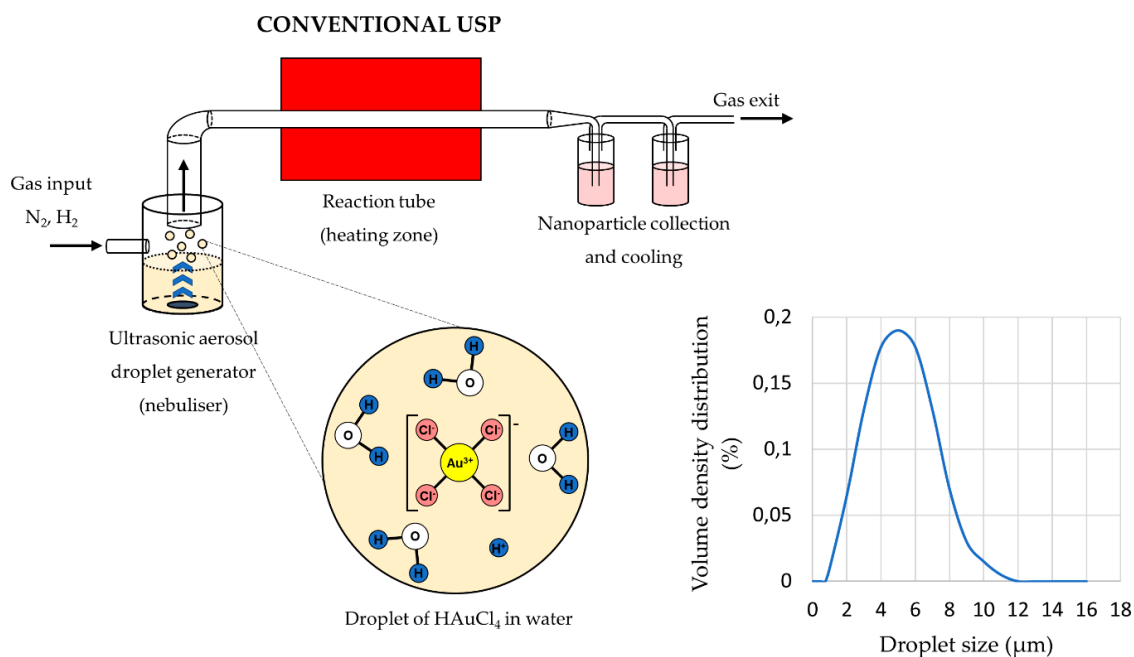 CONVENTIONAL USP
Gas exit
Gas input
N₂, H₂
Reaction tube
(heating zone)
Nanoparticle collection
and cooling
Ultrasonic aerosol
droplet generator
(nebuliser)
H
H
O
H
O
H
Cl⁻
Cl⁻
-
Au³⁺
Cl⁻
Cl⁻
H
O
H
O
H
H
H⁺
Droplet of HAuCl₄ in water
Volume density distribution
(%)
0,2
0,15
0,1
0,05
0
0 2 4 6 8 10 12 14 16 18
Droplet size (µm)